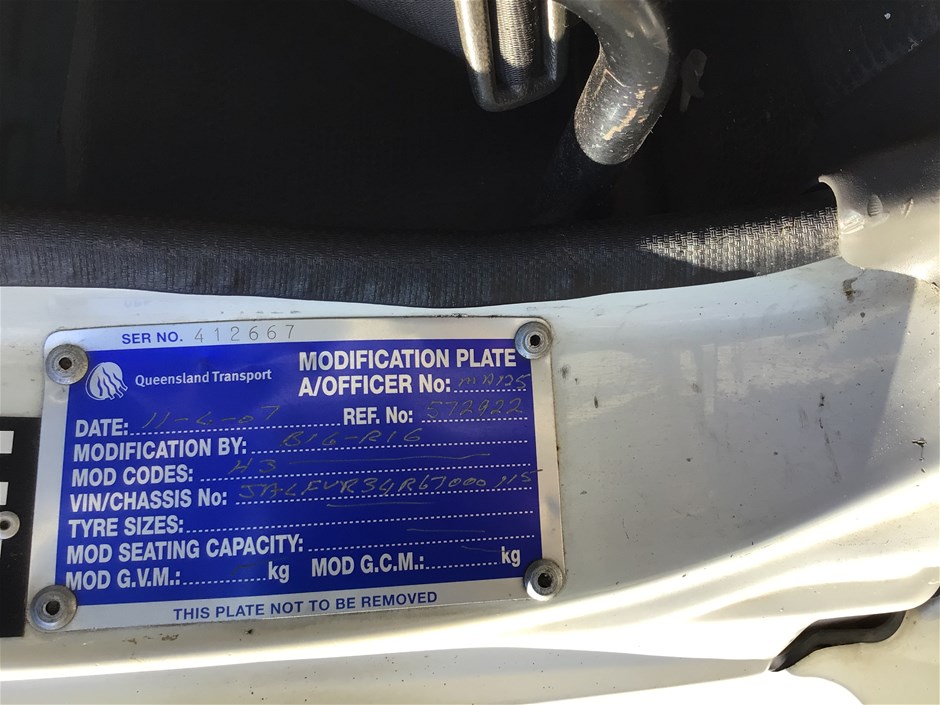 SER NO. 412667
Queensland Transport
MODIFICATION PLATE
A/OFFICER No:
DATE: 11-6-07 REF. No: 572922
MODIFICATION BY: BIG-RIG
MOD CODES: H3
VIN/CHASSIS No:
TYRE SIZES:
MOD SEATING CAPACITY:
MOD G.V.M.: kg MOD G.C.M.: kg
THIS PLATE NOT TO BE REMOVED